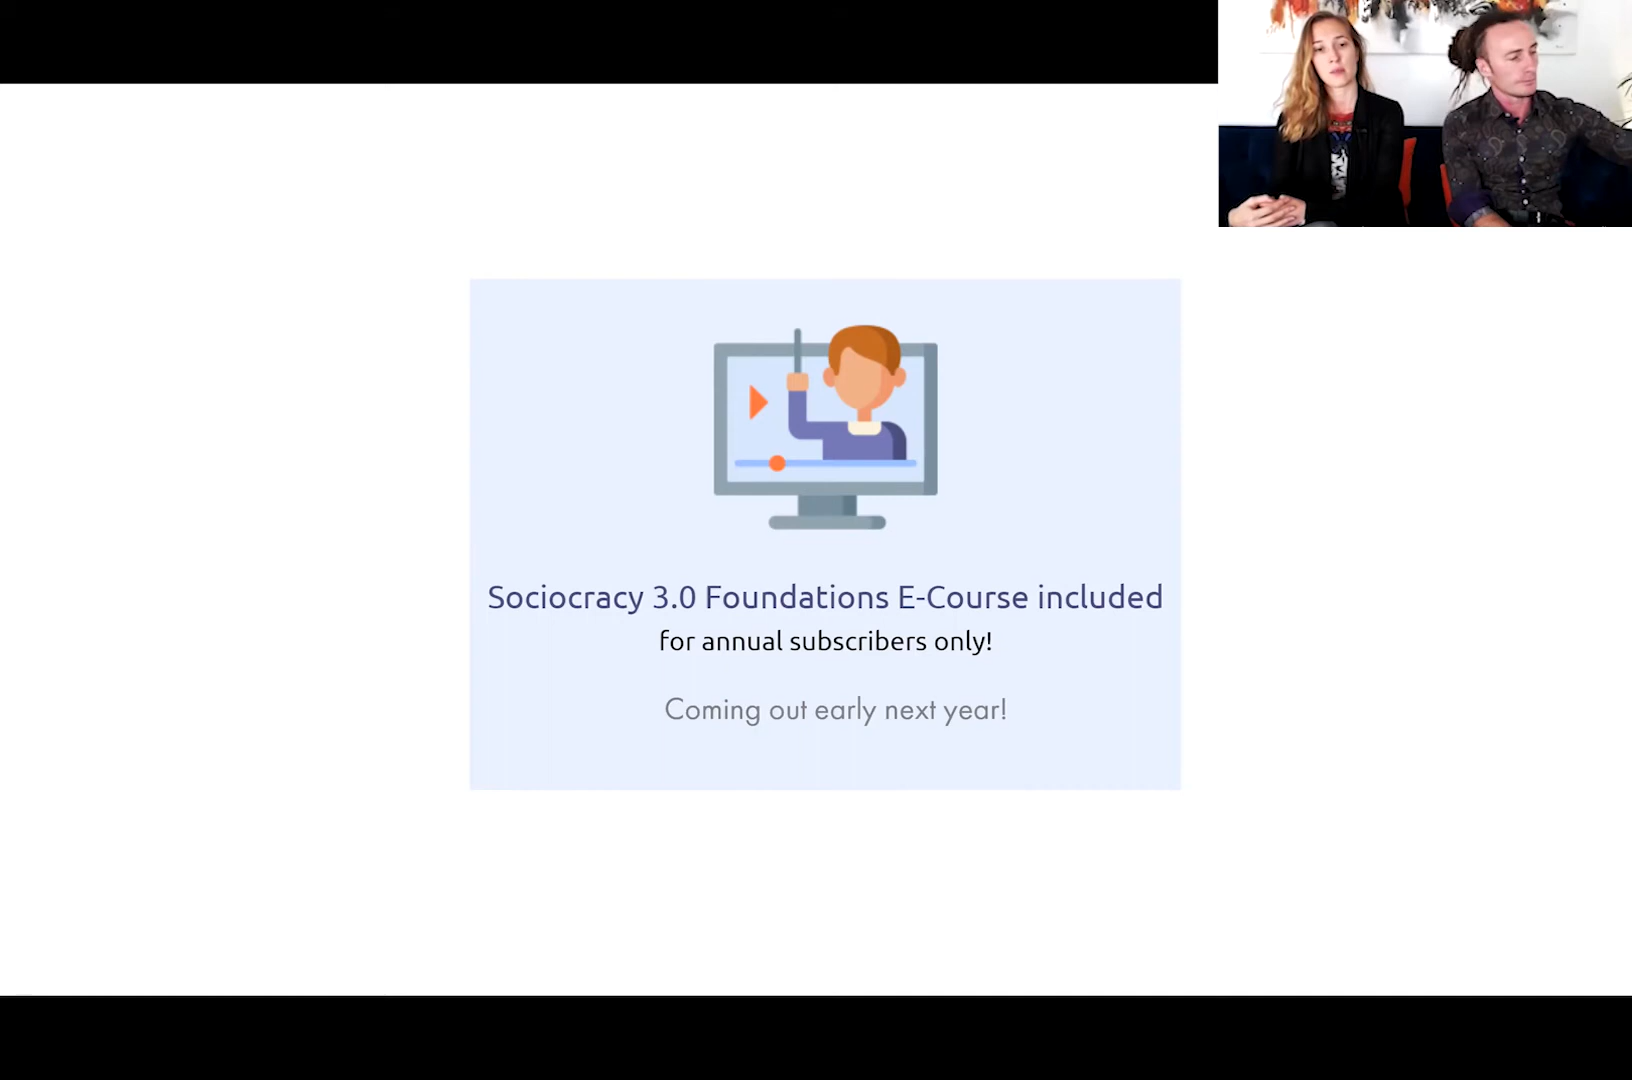 Sociocracy 3.0 Foundations E-Course included
for annual subscribers only!
Coming out early next year!